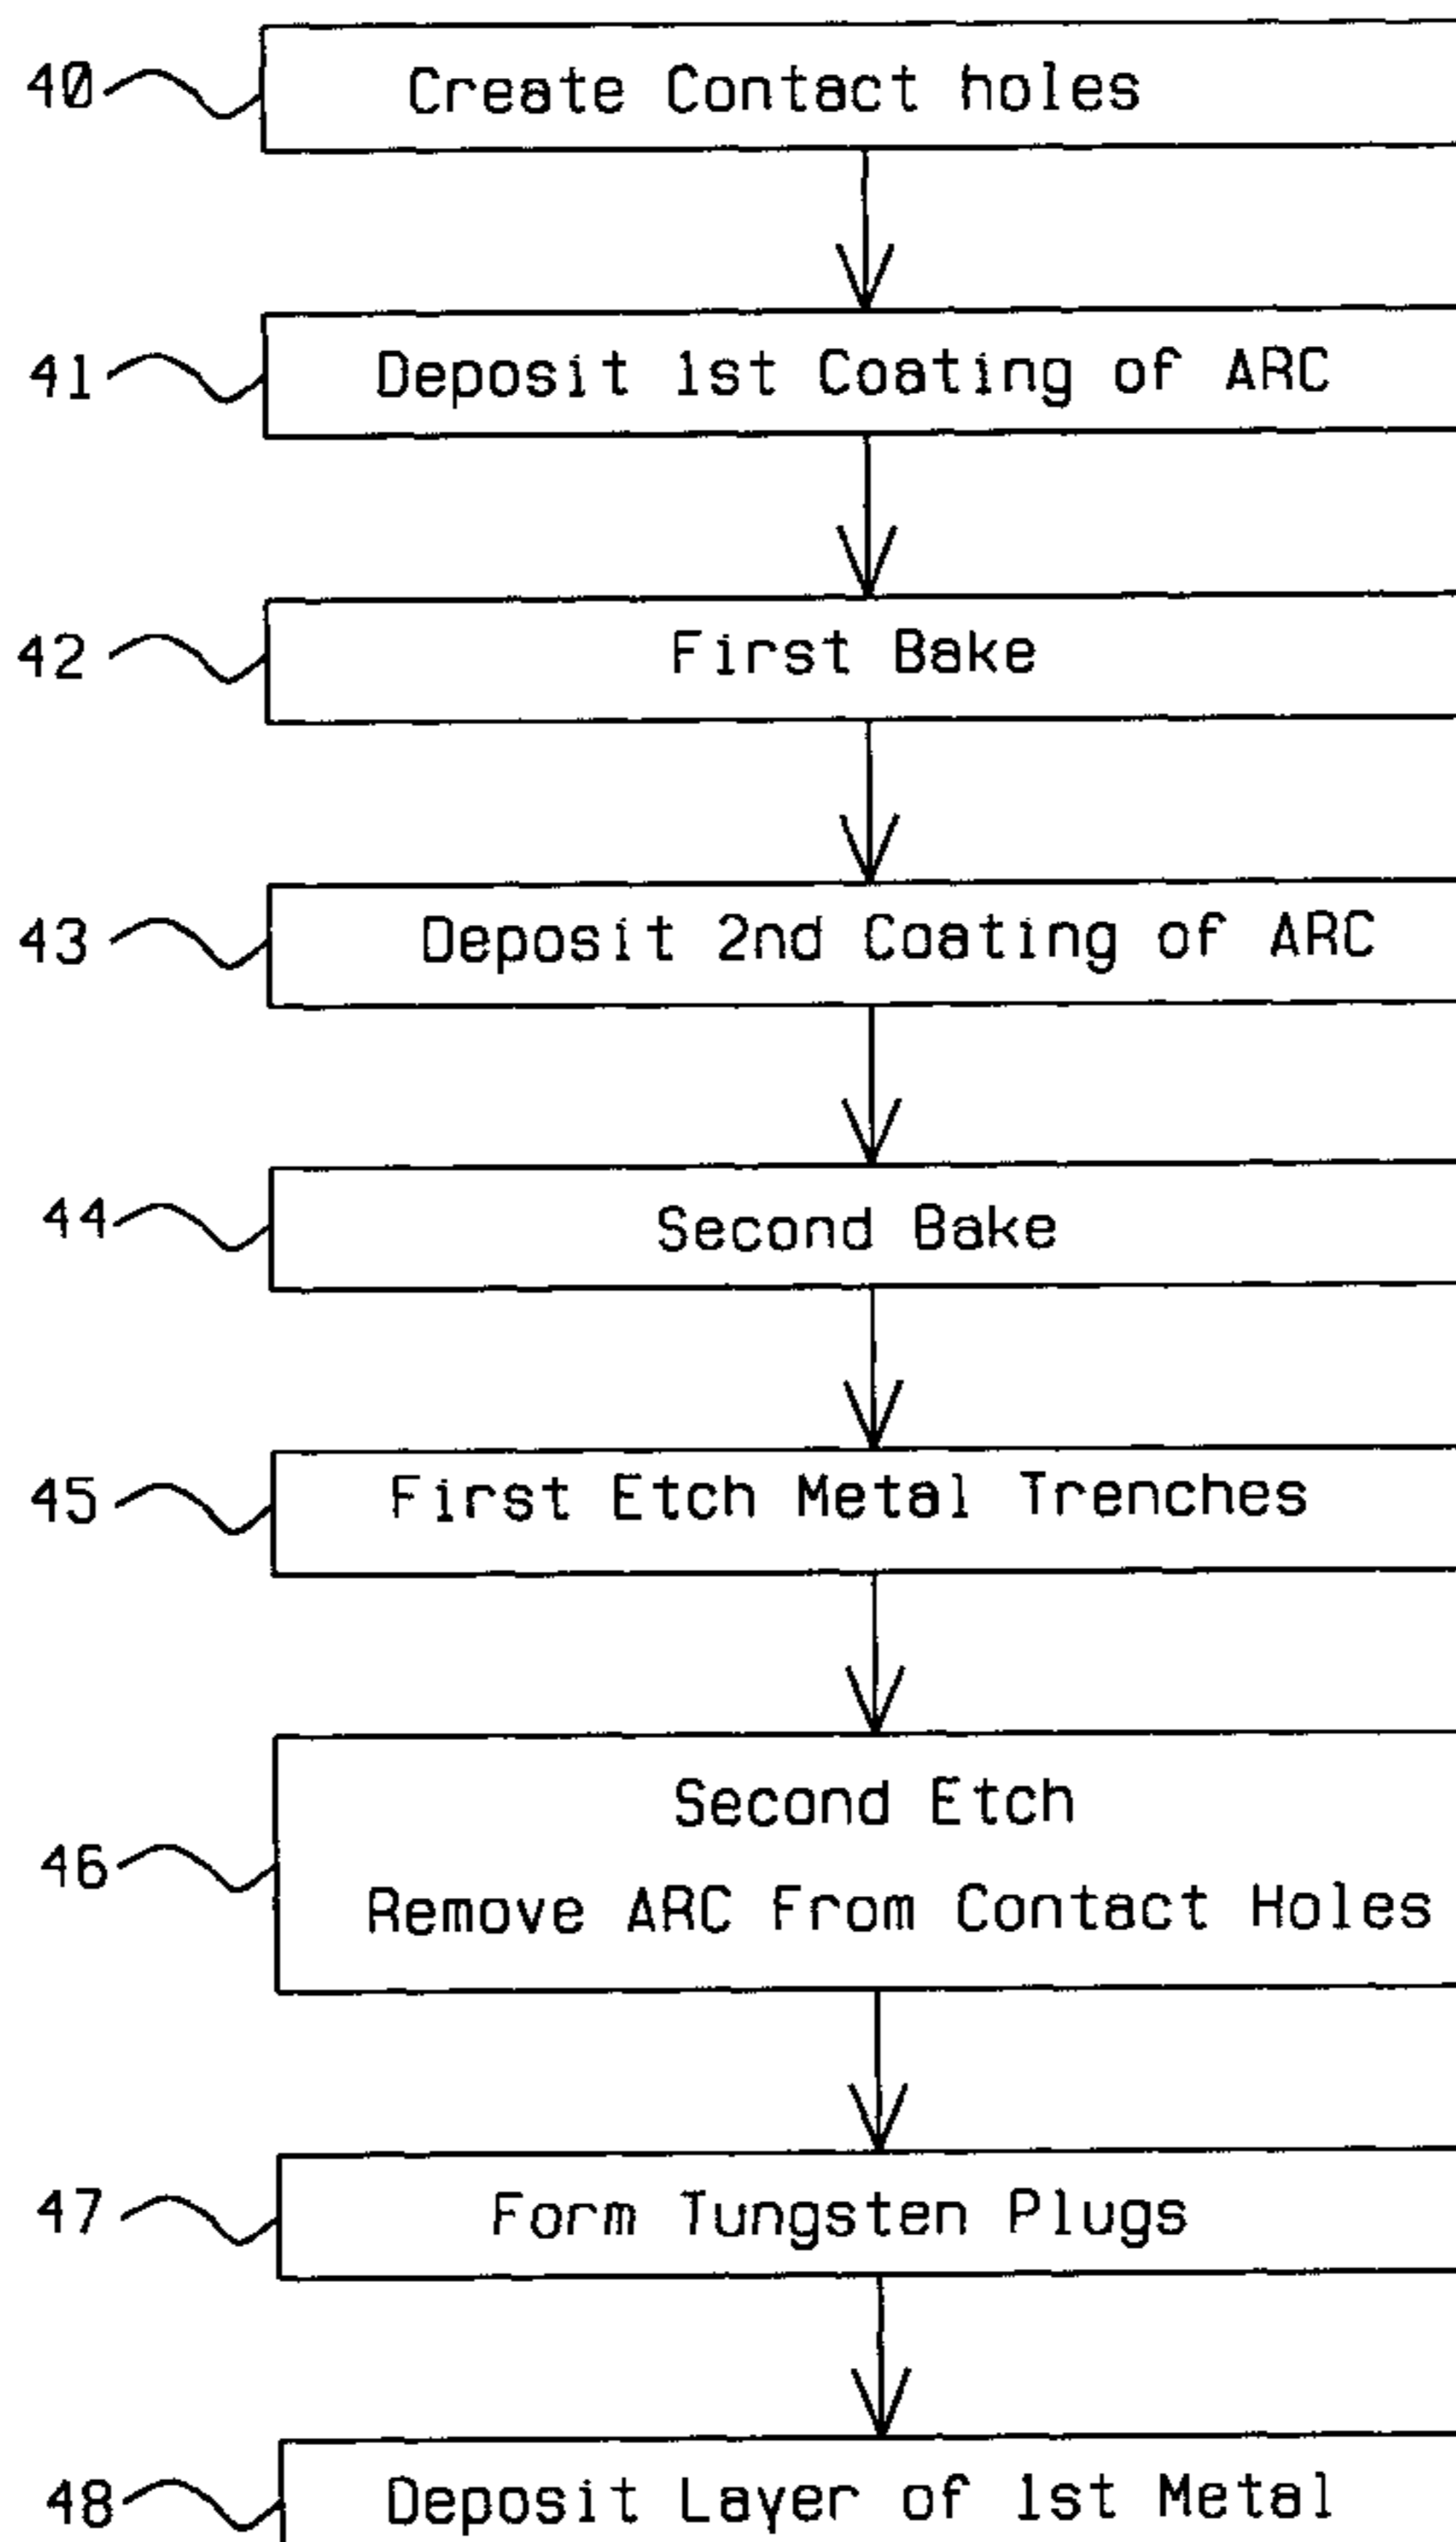 40 Create Contact holes
41 Deposit 1st Coating of ARC
42 First Bake
43 Deposit 2nd Coating of ARC
44 Second Bake
45 First Etch Metal Trenches
Second Etch
46 Remove ARC From Contact Holes
47 Form Tungsten Plugs
48 Deposit Layer of 1st Metal